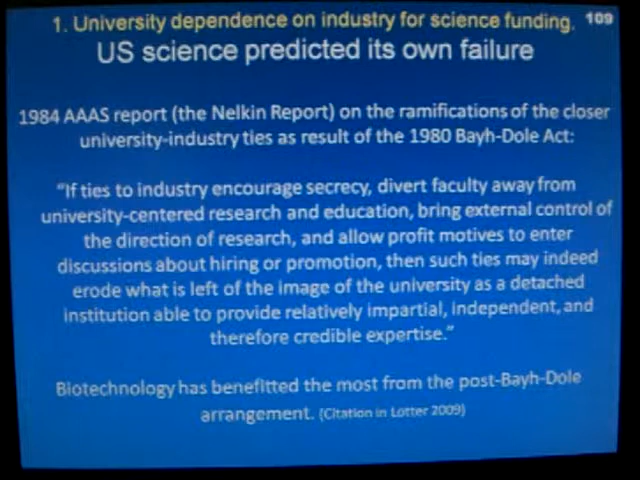 1. University dependence on industry for science funding. 109
US science predicted its own failure
1984 AAAS report (the Nelkin Report) on the ramifications of the closer
university-industry ties as result of the 1980 Bayh-Dole Act:
“If ties to industry encourage secrecy, divert faculty away from
university-centered research and education, bring external control of
the direction of research, and allow profit motives to enter
discussions about hiring or promotion, then such ties may indeed
erode what is left of the image of the university as a detached
institution able to provide relatively impartial, independent, and
therefore credible expertise.”
Biotechnology has benefitted the most from the post-Bayh-Dole
arrangement. (Citation in Lotter 2009)